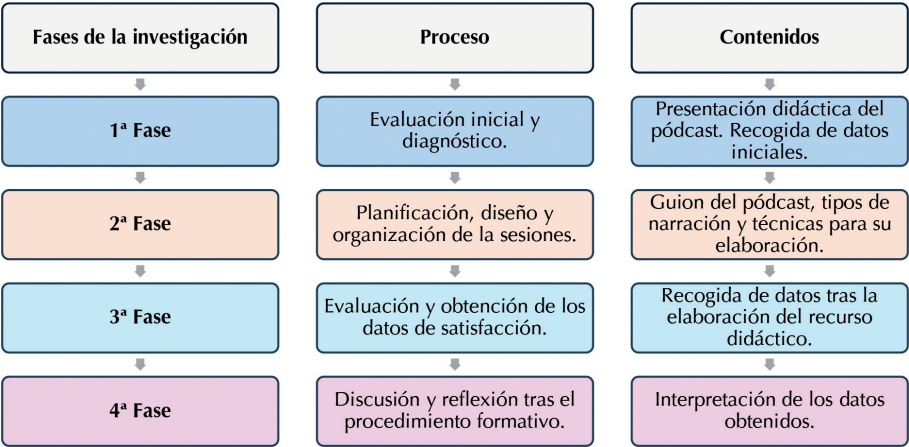 Fases de la investigación
Proceso
Contenidos
1ª Fase
Evaluación inicial y
diagnóstico.
Presentación didáctica del
pódcast. Recogida de datos
iniciales.
2ª Fase
Planificación, diseño y
organización de la sesiones.
Guion del pódcast, tipos de
narración y técnicas para su
elaboración.
3ª Fase
Evaluación y obtención de los
datos de satisfacción.
Recogida de datos tras la
elaboración del recurso
didáctico.
4ª Fase
Discusión y reflexión tras el
procedimiento formativo.
Interpretación de los datos
obtenidos.